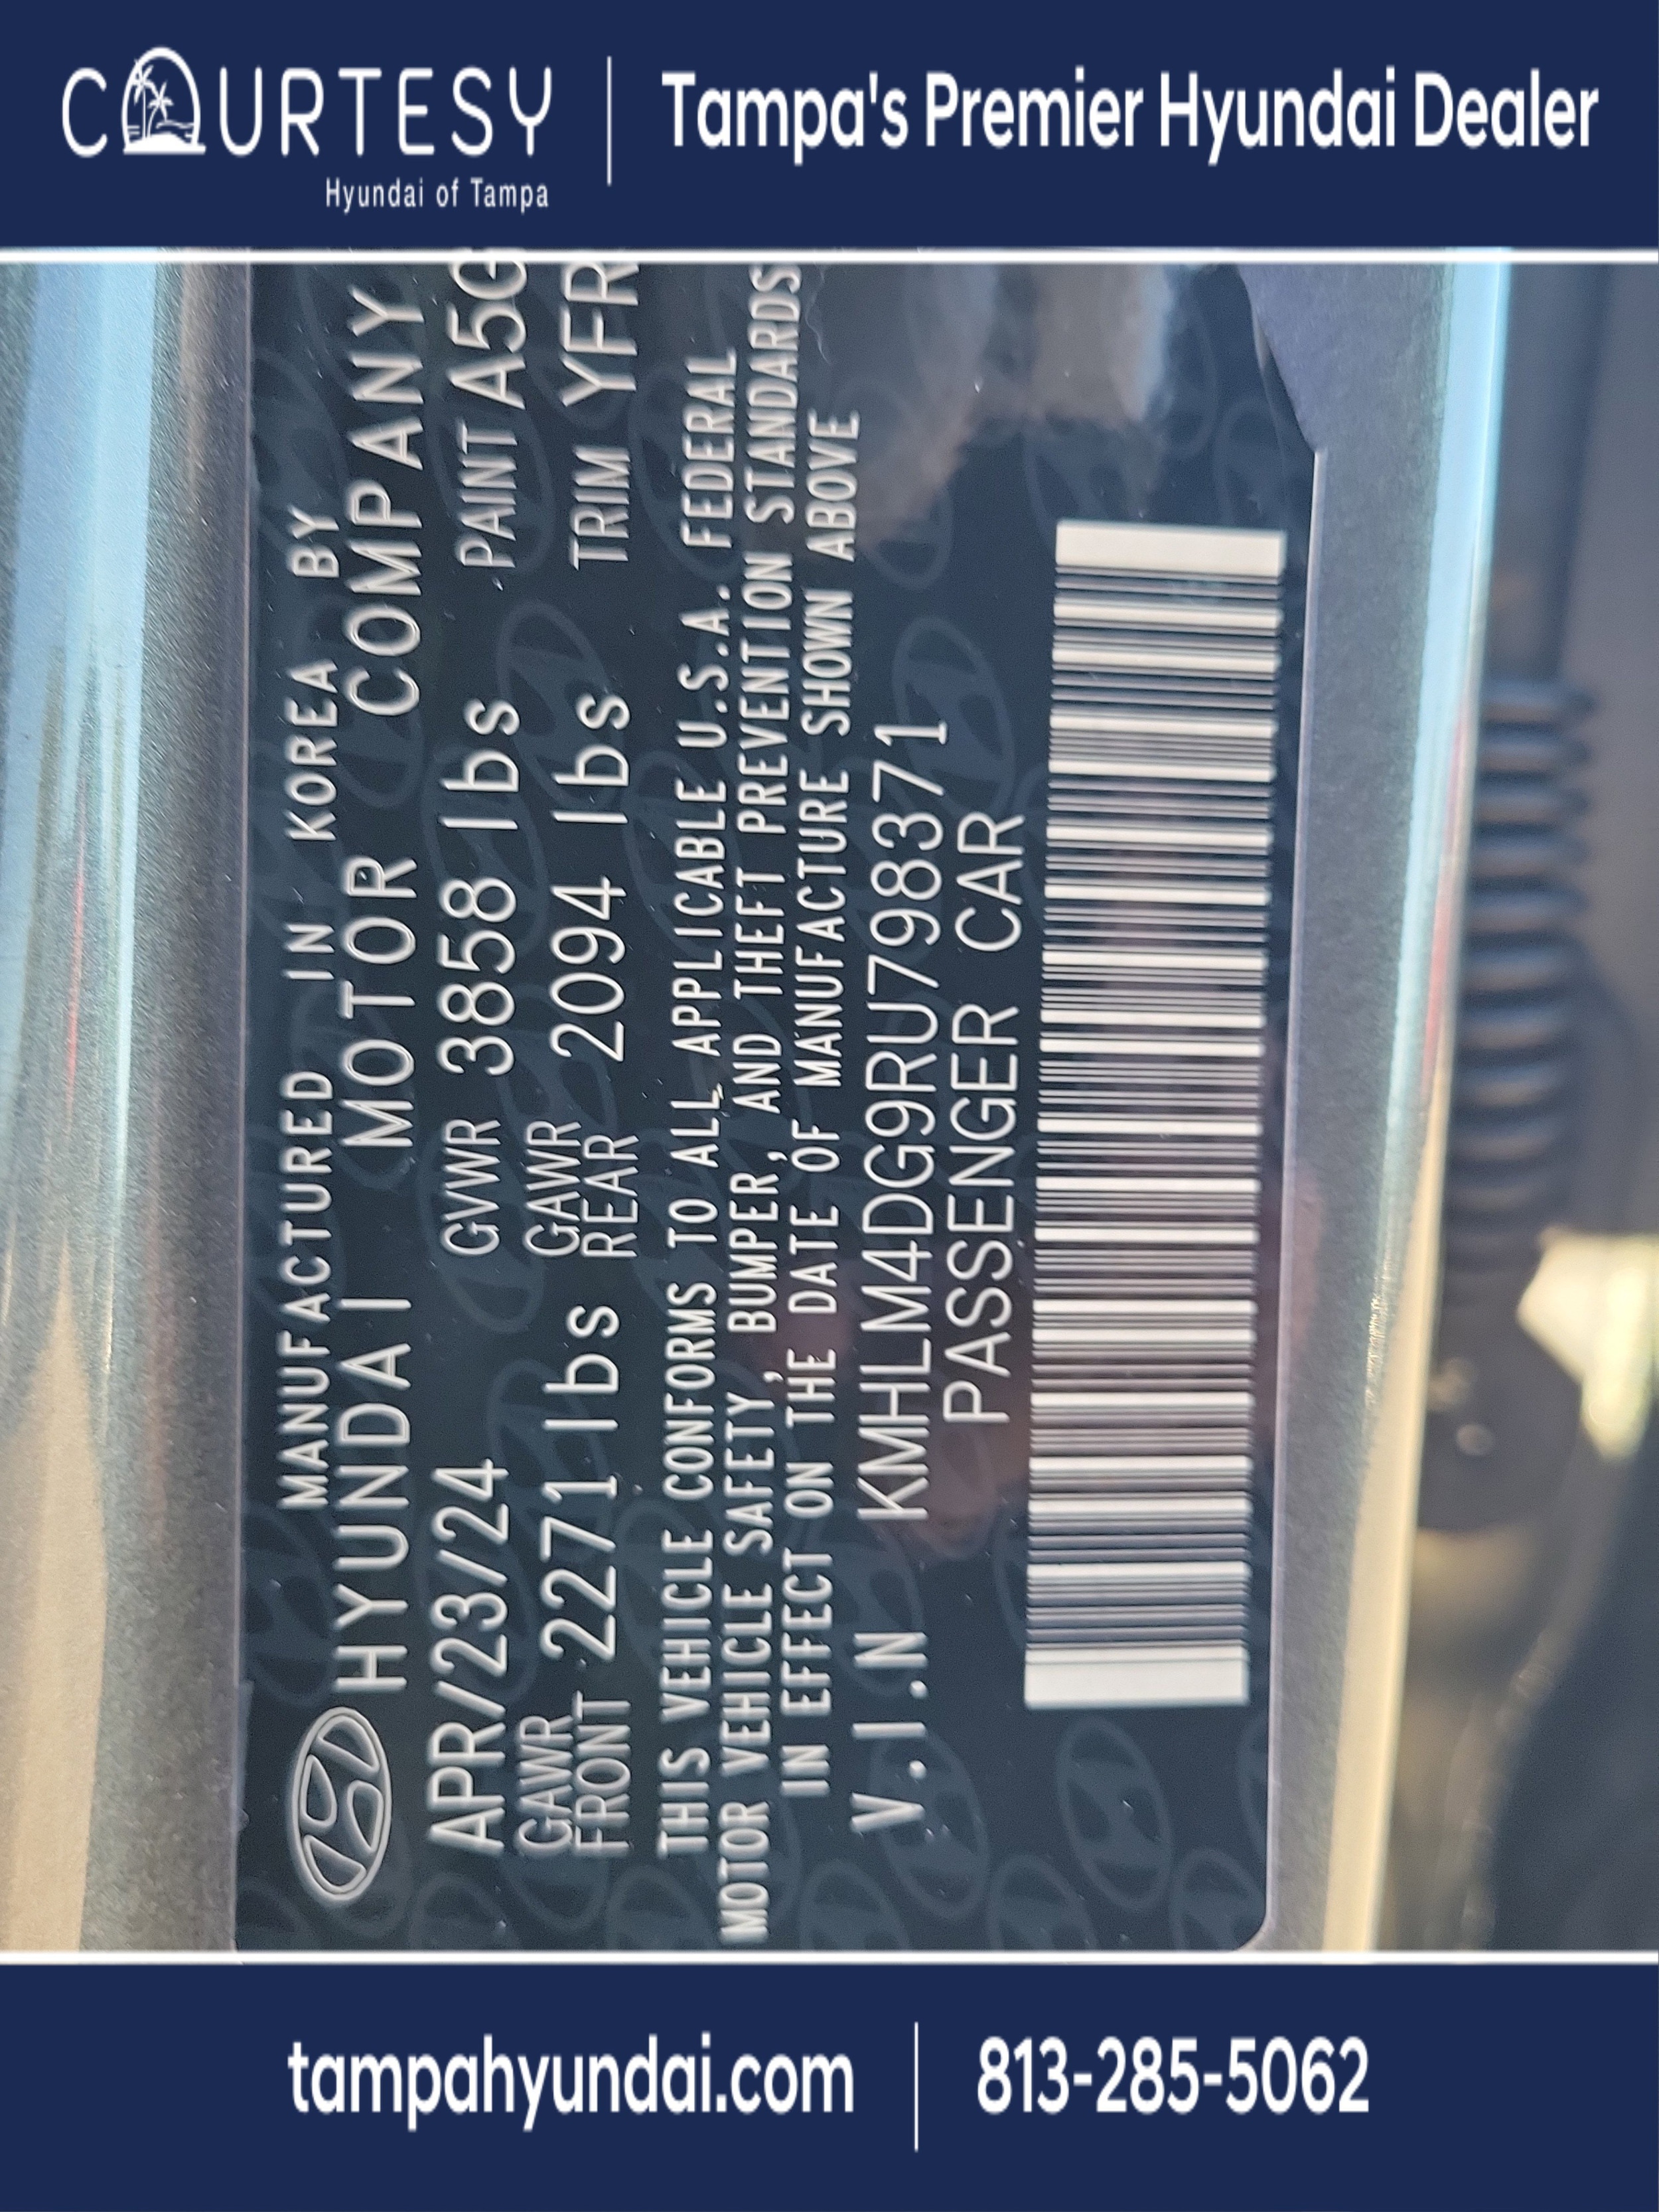 COURTESY
Hyundai of Tampa
Tampa's Premier Hyundai Dealer
MANUFACTURED IN KOREA BY
HYUNDAI MOTOR COMPANY
APR/23/24 GVWR 3858 lbs PAINT A5G
GAWR FRONT 2271 lbs GAWR REAR 2094 lbs TRIM YFR
THIS VEHICLE CONFORMS TO ALL APPLICABLE U.S.A. FEDERAL
MOTOR VEHICLE SAFETY, BUMPER, AND THEFT PREVENTION STANDARDS
IN EFFECT ON THE DATE OF MANUFACTURE SHOWN ABOVE
V.I.N KMHLM4DG9RU798371
PASSENGER CAR
tampahyundai.com
813-285-5062